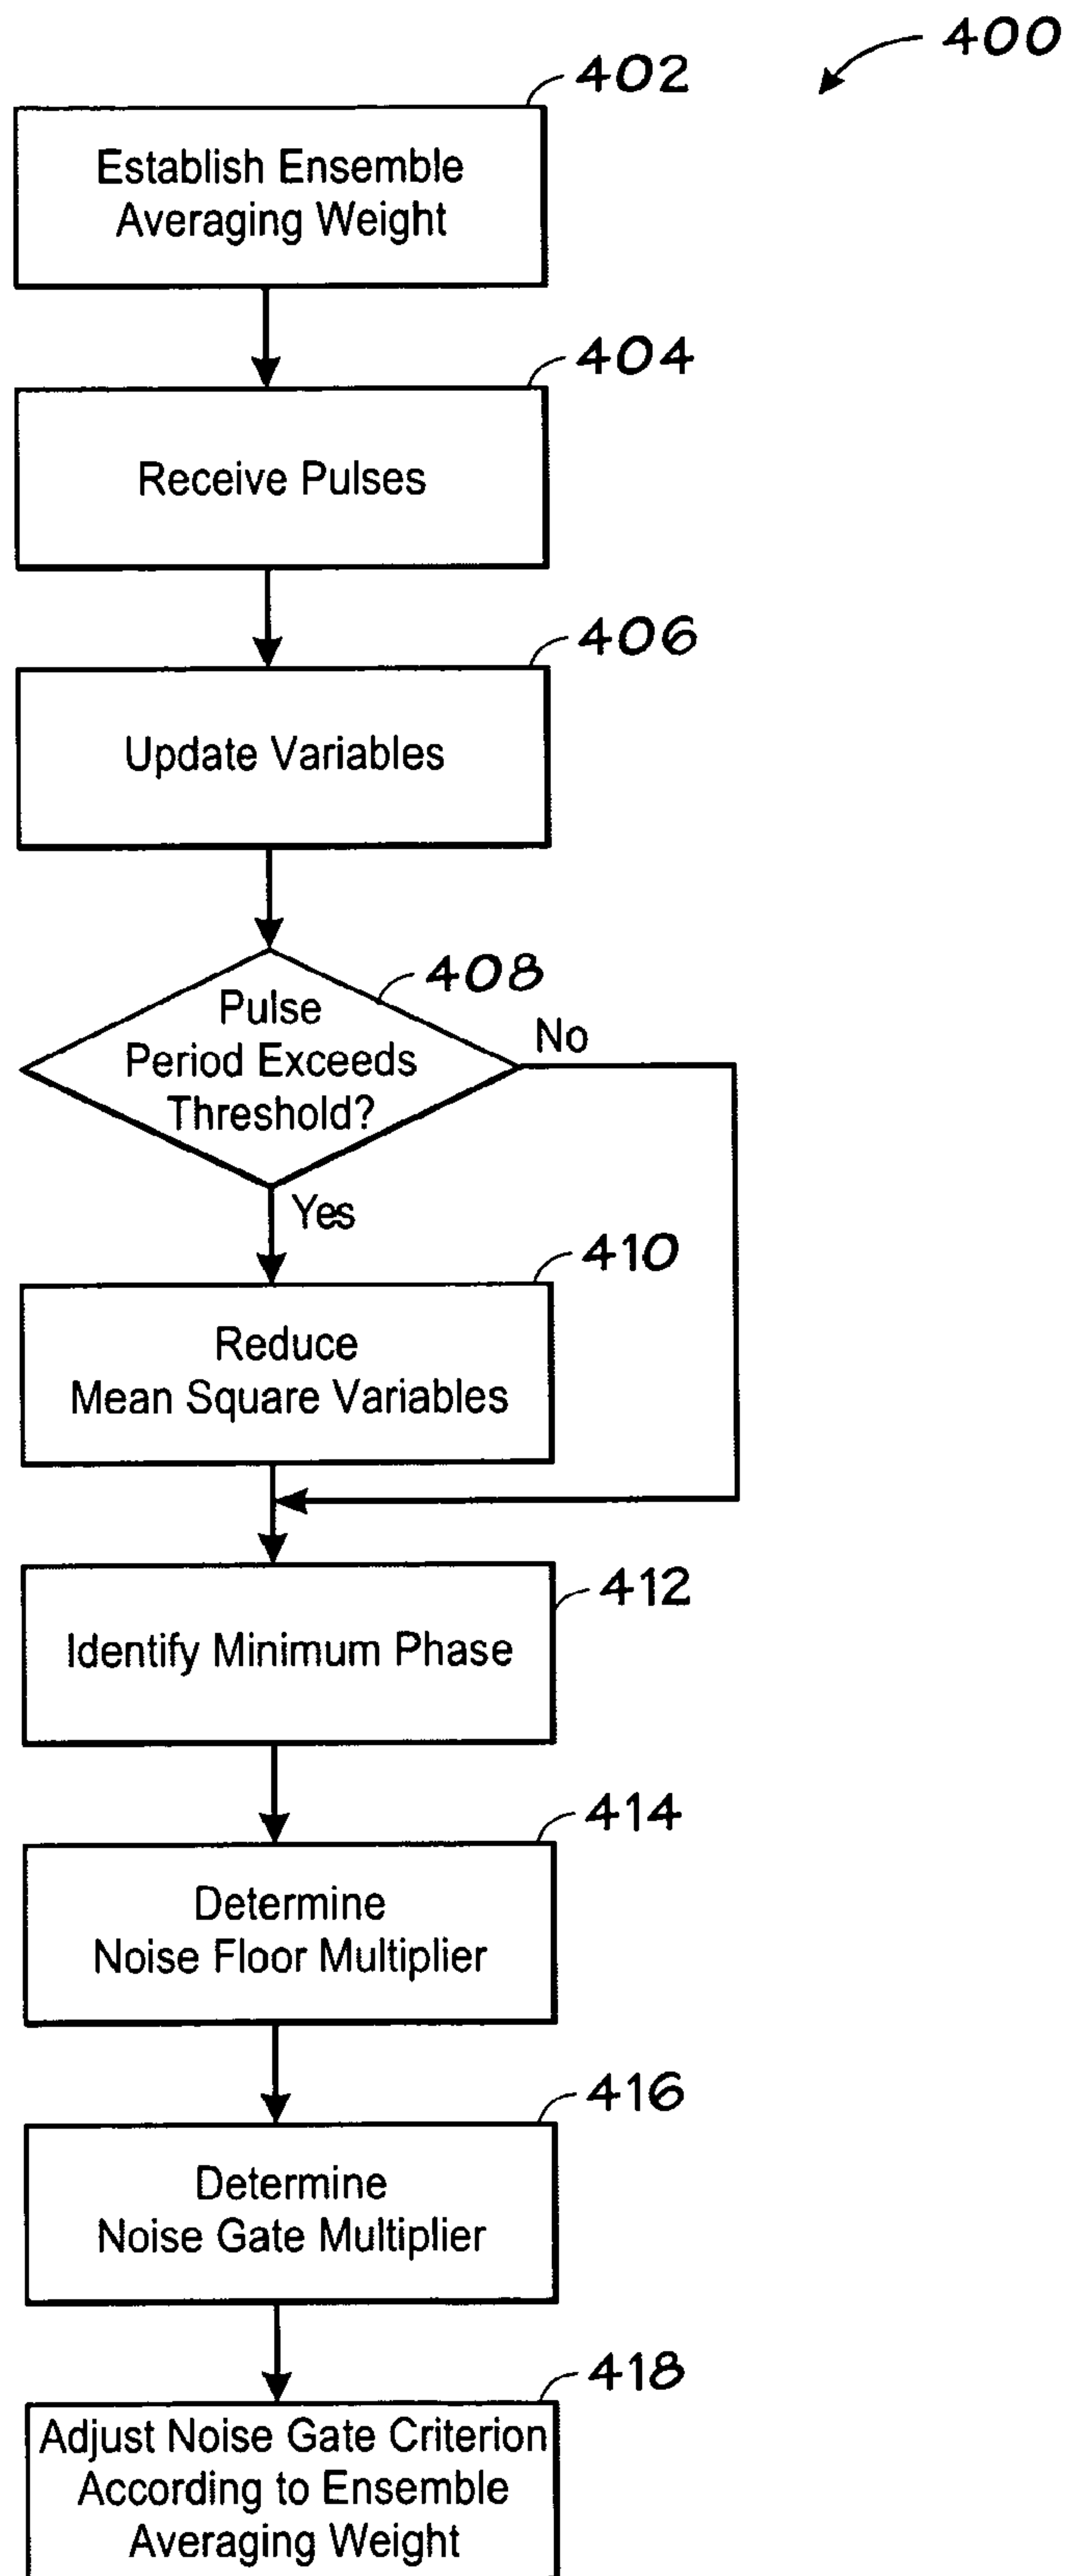 400
402
Establish Ensemble
Averaging Weight
404
Receive Pulses
406
Update Variables
408
Pulse
Period Exceeds
Threshold?
No
Yes
410
Reduce
Mean Square Variables
412
Identify Minimum Phase
414
Determine
Noise Floor Multiplier
416
Determine
Noise Gate Multiplier
418
Adjust Noise Gate Criterion
According to Ensemble
Averaging Weight